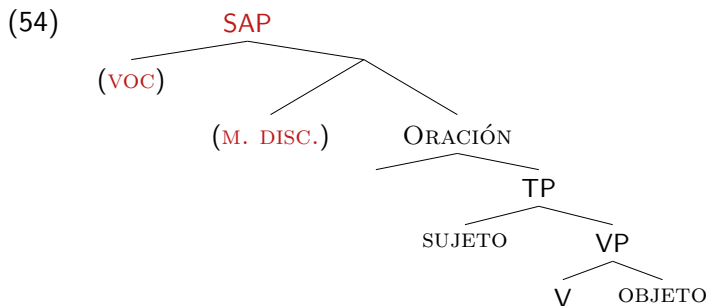 (54)
SAP
(VOC)
(M. DISC.)
ORACIÓN
TP
SUJETO
VP
V
OBJETO